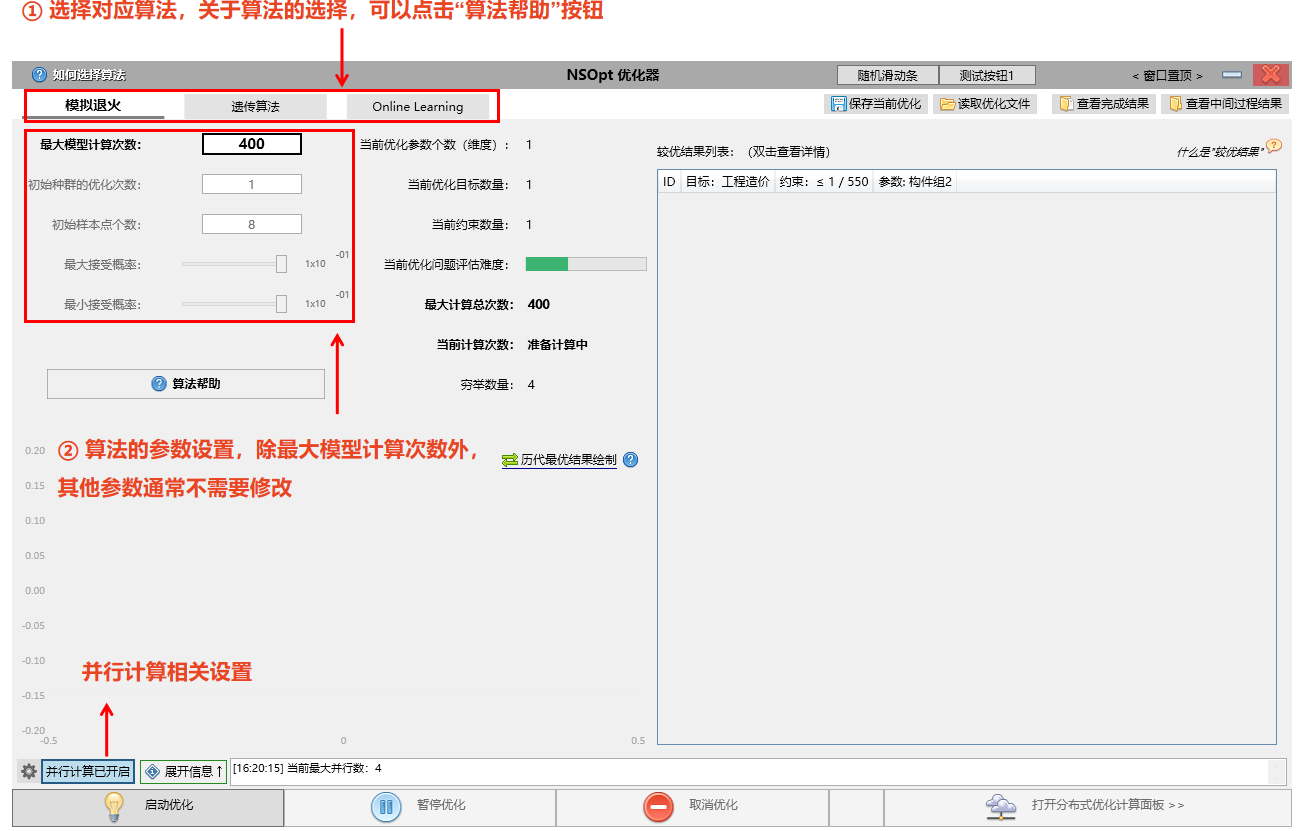 ① 选择对应算法，关于算法的选择，可以点击“算法帮助”按钮
如何选择算法
NSOpt 优化器
随机滑动条
测试按钮1
< 窗口置顶 >
模拟退火
遗传算法
Online Learning
保存当前优化
读取优化文件
查看完成结果
查看中间过程结果
最大模型计算次数: 400
初始种群的优化次数: 1
初始样本点个数: 8
最大接受概率: 1x10 -01
最小接受概率: 1x10 -01
算法帮助
当前优化参数个数（维度）: 1
当前优化目标数量: 1
当前约束数量: 1
当前优化问题评估难度:
最大计算总次数: 400
当前计算次数: 准备计算中
穷举数量: 4
较优结果列表: （双击查看详情）
什么是"较优结果"
ID 目标: 工程造价 约束: ≤ 1 / 550 参数: 构件组2
② 算法的参数设置，除最大模型计算次数外，
其他参数通常不需要修改
历代最优结果绘制
0.20
0.15
0.10
0.05
0.00
-0.05
-0.10
-0.15
-0.20
-0.5 0 0.5
并行计算相关设置
并行计算已开启
展开信息↑
[16:20:15] 当前最大并行数: 4
启动优化
暂停优化
取消优化
打开分布式优化计算面板 >>